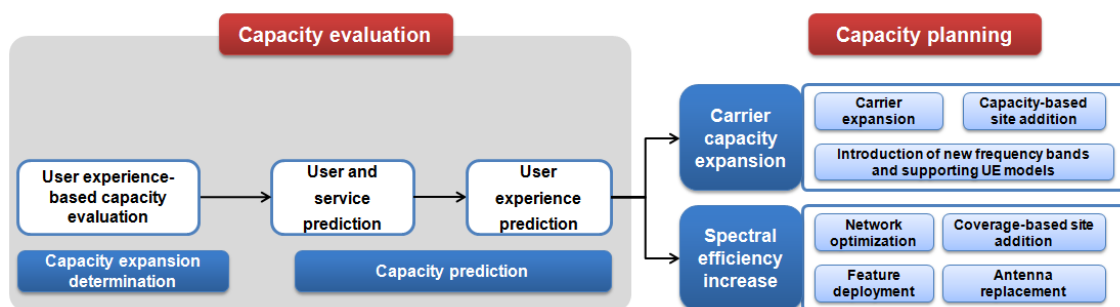 Capacity evaluation
Capacity planning
User experience-
based capacity
evaluation
User and
service
prediction
User
experience
prediction
Capacity expansion
determination
Capacity prediction
Carrier
capacity
expansion
Carrier
expansion
Capacity-based
site addition
Introduction of new frequency bands
and supporting UE models
Spectral
efficiency
increase
Network
optimization
Coverage-based site
addition
Feature
deployment
Antenna
replacement